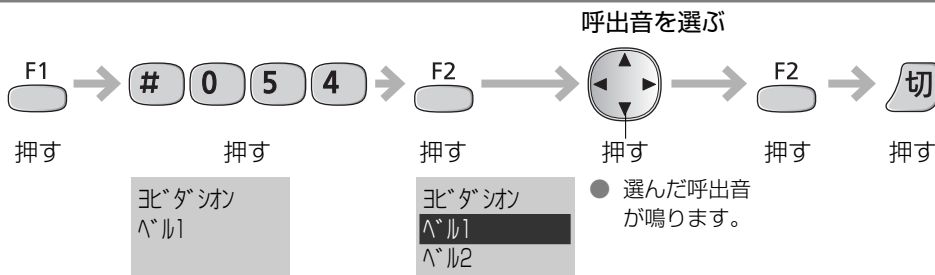 呼出音を選ぶ
F1
# 0 5 4
F2
F2
切
押す
押す
押す
押す
押す
押す
ﾖﾋﾞﾀﾞｼｵﾝ
ﾍﾞﾙ1
ﾖﾋﾞﾀﾞｼｵﾝ
ﾍﾞﾙ1
ﾍﾞﾙ2
● 選んだ呼出音
が鳴ります。